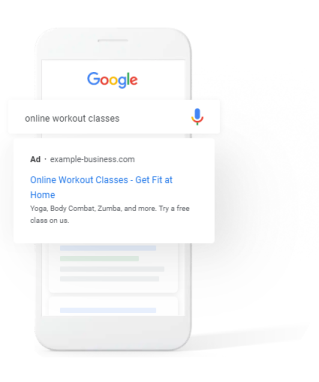 Google
online workout classes
Ad · example-business.com
Online Workout Classes - Get Fit at
Home
Yoga, Body Combat, Zumba, and more. Try a free
class on us.